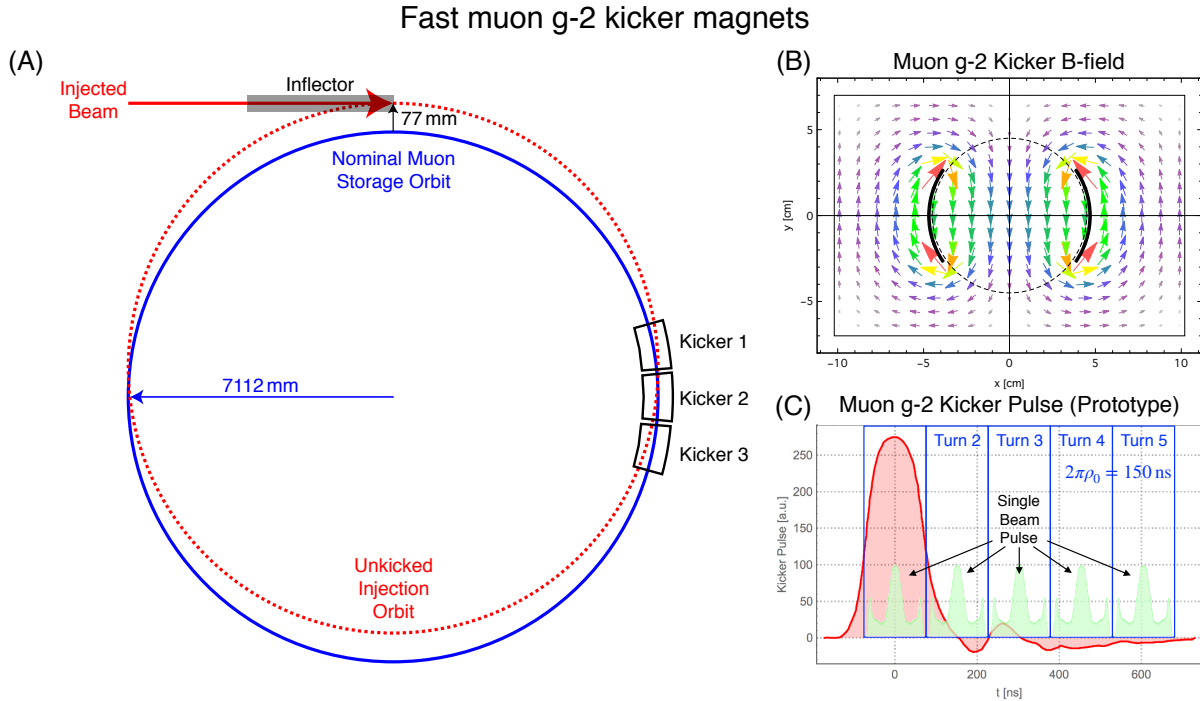 Fast muon g-2 kicker magnets
(A)
Injected
Beam
Inflector
77 mm
Nominal Muon
Storage Orbit
7112 mm
Kicker 1
Kicker 2
Kicker 3
Unkicked
Injection
Orbit
(B)
Muon g-2 Kicker B-field
y [cm]
5
0
−5
−10
−5
0
5
10
x [cm]
(C)
Muon g-2 Kicker Pulse (Prototype)
Turn 2
Turn 3
Turn 4
Turn 5
2πρ₀ = 150 ns
Single
Beam
Pulse
Kicker Pulse [a.u.]
250
200
150
100
50
0
0
200
400
600
t [ns]